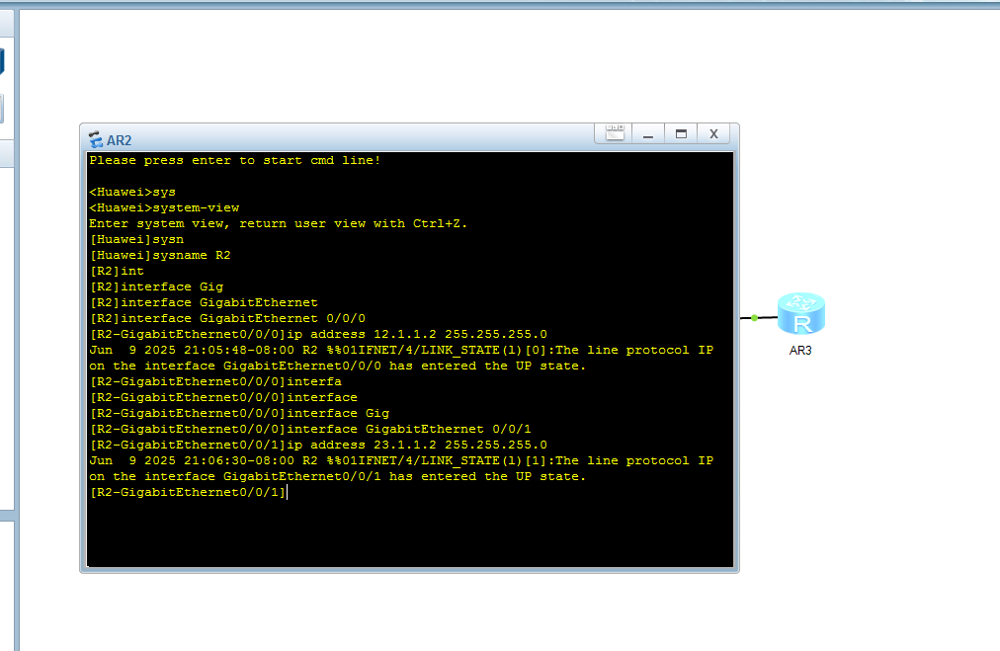 AR2
Please press enter to start cmd line!
<Huawei>sys
<Huawei>system-view
Enter system view, return user view with Ctrl+Z.
[Huawei]sysn
[Huawei]sysname R2
[R2]int
[R2]interface Gig
[R2]interface GigabitEthernet
[R2]interface GigabitEthernet 0/0/0
[R2-GigabitEthernet0/0/0]ip address 12.1.1.2 255.255.255.0
Jun  9 2025 21:05:48-08:00 R2 %%01IFNET/4/LINK_STATE(l)[0]:The line protocol IP
on the interface GigabitEthernet0/0/0 has entered the UP state.
[R2-GigabitEthernet0/0/0]interfa
[R2-GigabitEthernet0/0/0]interface
[R2-GigabitEthernet0/0/0]interface Gig
[R2-GigabitEthernet0/0/0]interface GigabitEthernet 0/0/1
[R2-GigabitEthernet0/0/1]ip address 23.1.1.2 255.255.255.0
Jun  9 2025 21:06:30-08:00 R2 %%01IFNET/4/LINK_STATE(l)[1]:The line protocol IP
on the interface GigabitEthernet0/0/1 has entered the UP state.
[R2-GigabitEthernet0/0/1]
R
AR3